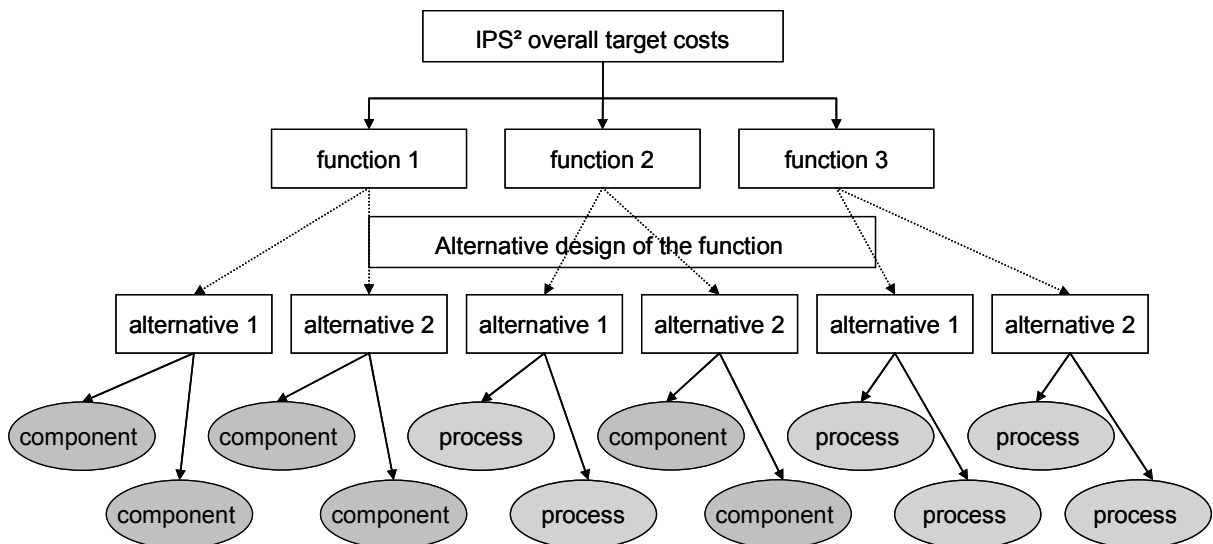 IPS² overall target costs
function 1
function 2
function 3
Alternative design of the function
alternative 1
alternative 2
alternative 1
alternative 2
alternative 1
alternative 2
component
component
process
component
process
process
component
component
process
component
process
process